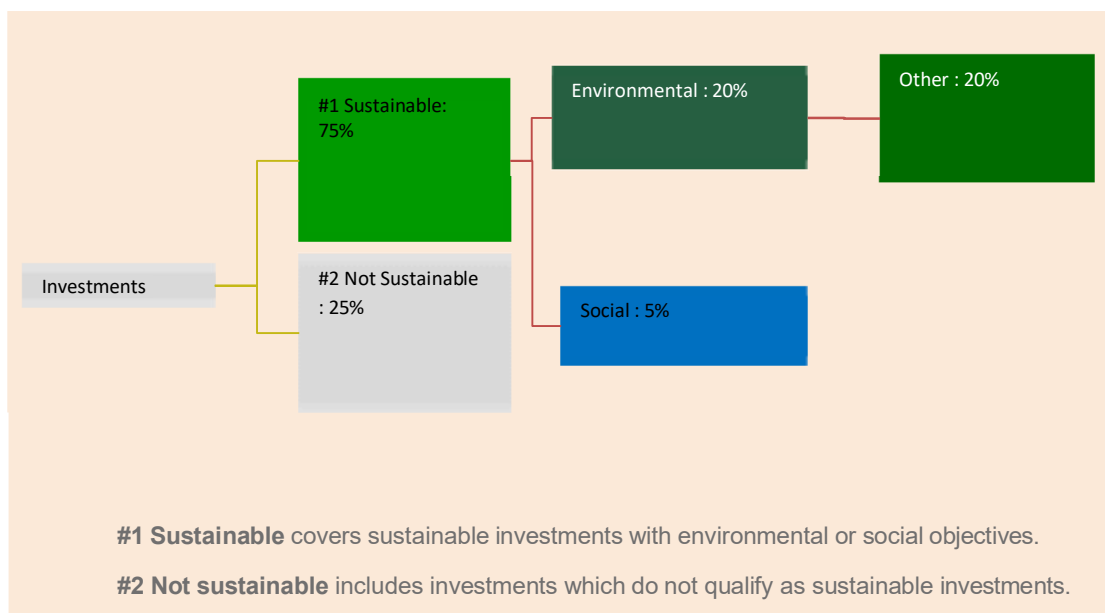 #1 Sustainable:
75%
Environmental : 20%
Other : 20%
Investments
#2 Not Sustainable
: 25%
Social : 5%
#1 Sustainable covers sustainable investments with environmental or social objectives.
#2 Not sustainable includes investments which do not qualify as sustainable investments.